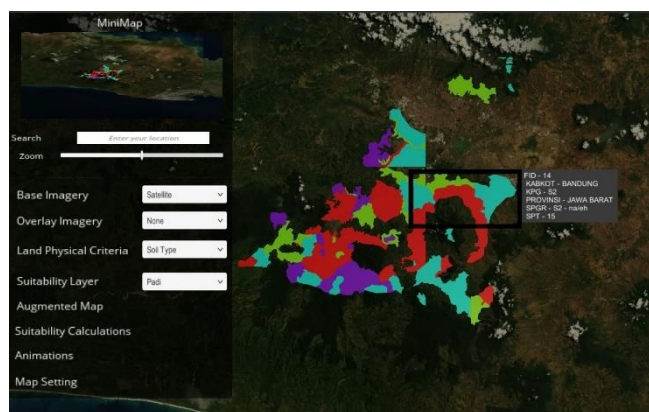 MiniMap
Search
Enter your location
Zoom
Base Imagery
Satellite
Overlay Imagery
None
Land Physical Criteria
Soil Type
Suitability Layer
Padi
Augmented Map
Suitability Calculations
Animations
Map Setting
FID - 14
KABKOT - BANDUNG
KPG - S2
PROVINSI - JAWA BARAT
SPGR - S2 - na/eh
SPT - 15